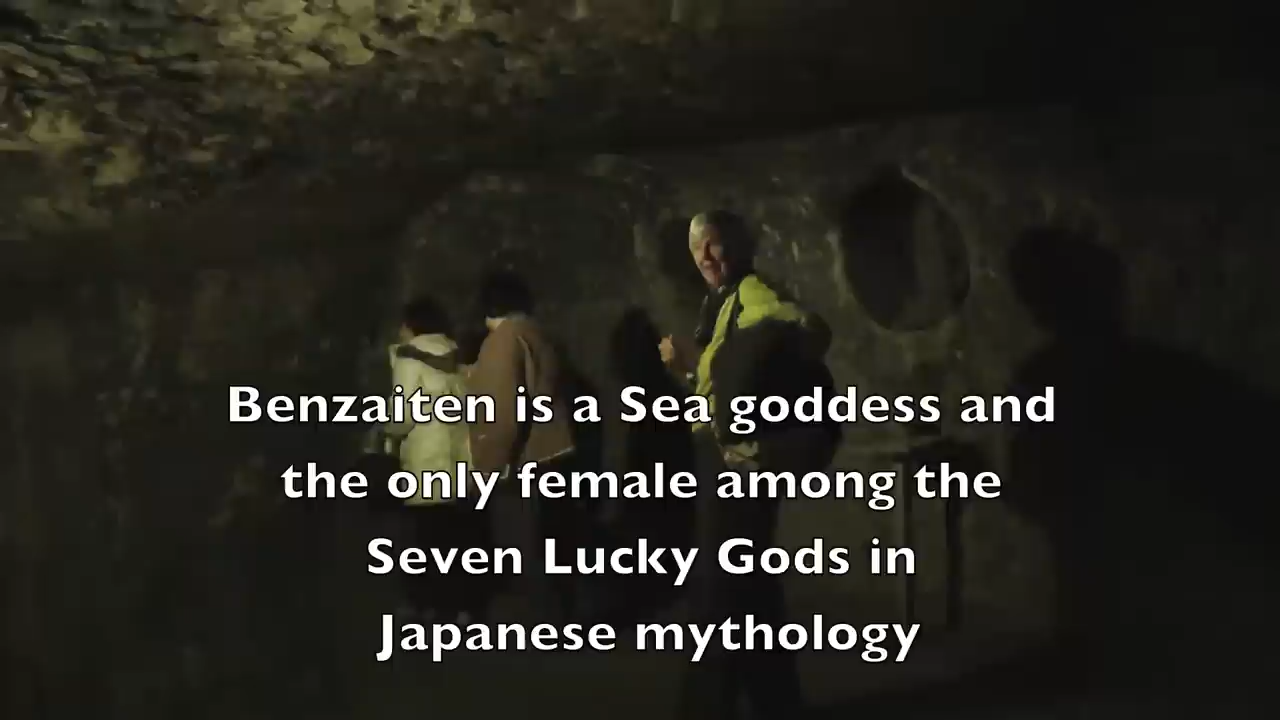 Benzaiten is a Sea goddess and
the only female among the
Seven Lucky Gods in
Japanese mythology